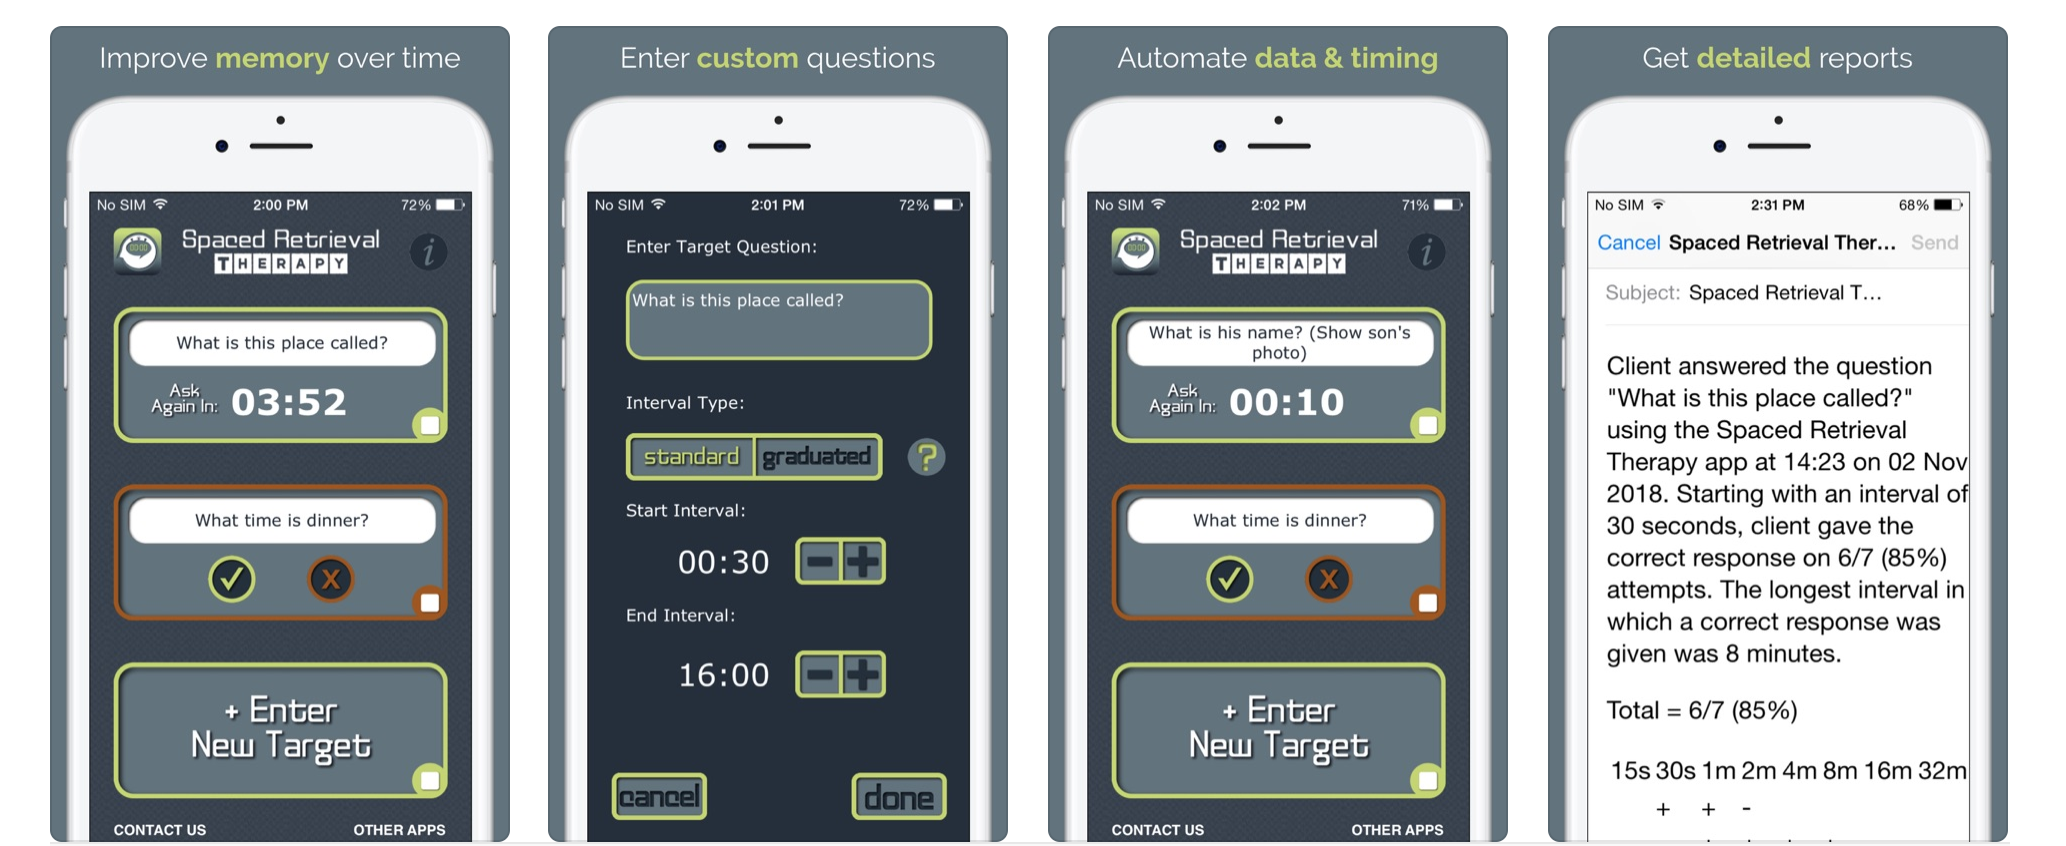 Improve memory over time
No SIM 2:00 PM 72%
Spaced Retrieval
THERAPY
i
What is this place called?
Ask
Again In: 03:52
What time is dinner?
X
+ Enter
New Target
CONTACT US OTHER APPS
Enter custom questions
No SIM 2:01 PM 72%
Enter Target Question:
What is this place called?
Interval Type:
standard graduated ?
Start Interval:
00:30 − +
End Interval:
16:00 − +
cancel done
Automate data & timing
No SIM 2:02 PM 71%
Spaced Retrieval
THERAPY
i
What is his name? (Show son's
photo)
Ask
Again In: 00:10
What time is dinner?
X
+ Enter
New Target
CONTACT US OTHER APPS
Get detailed reports
No SIM 2:31 PM 68%
Cancel Spaced Retrieval Ther... Send
Subject: Spaced Retrieval T...
Client answered the question
"What is this place called?"
using the Spaced Retrieval
Therapy app at 14:23 on 02 Nov
2018. Starting with an interval of
30 seconds, client gave the
correct response on 6/7 (85%)
attempts. The longest interval in
which a correct response was
given was 8 minutes.
Total = 6/7 (85%)
15s 30s 1m 2m 4m 8m 16m 32m
+ + -